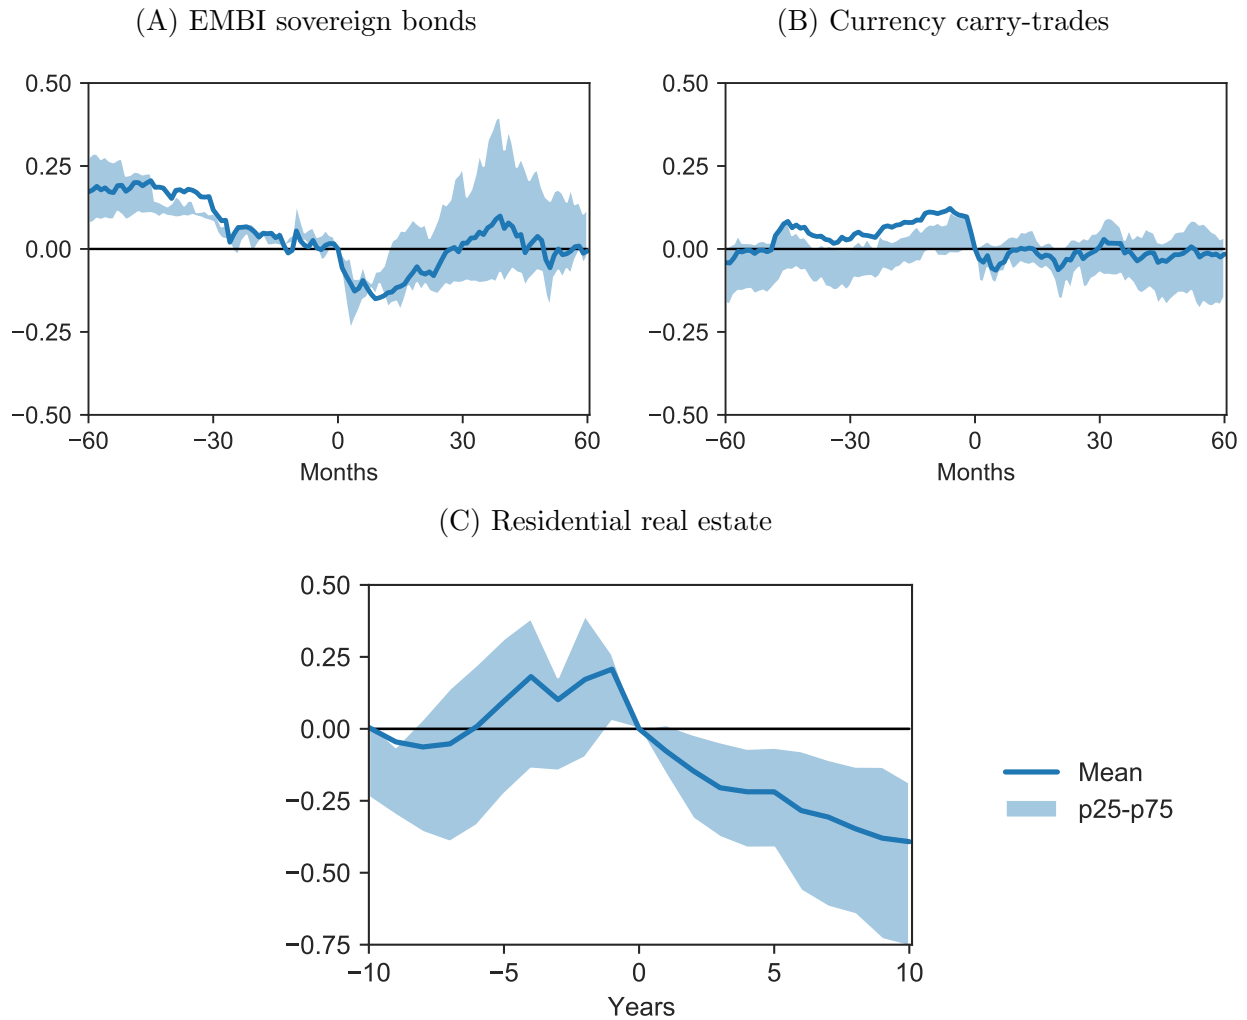 (A) EMBI sovereign bonds
0.50
0.25
0.00
−0.25
−0.50
−60 −30 0 30 60
Months
(B) Currency carry-trades
0.50
0.25
0.00
−0.25
−0.50
−60 −30 0 30 60
Months
(C) Residential real estate
0.50
0.25
0.00
−0.25
−0.50
−0.75
−10 −5 0 5 10
Years
Mean
p25-p75